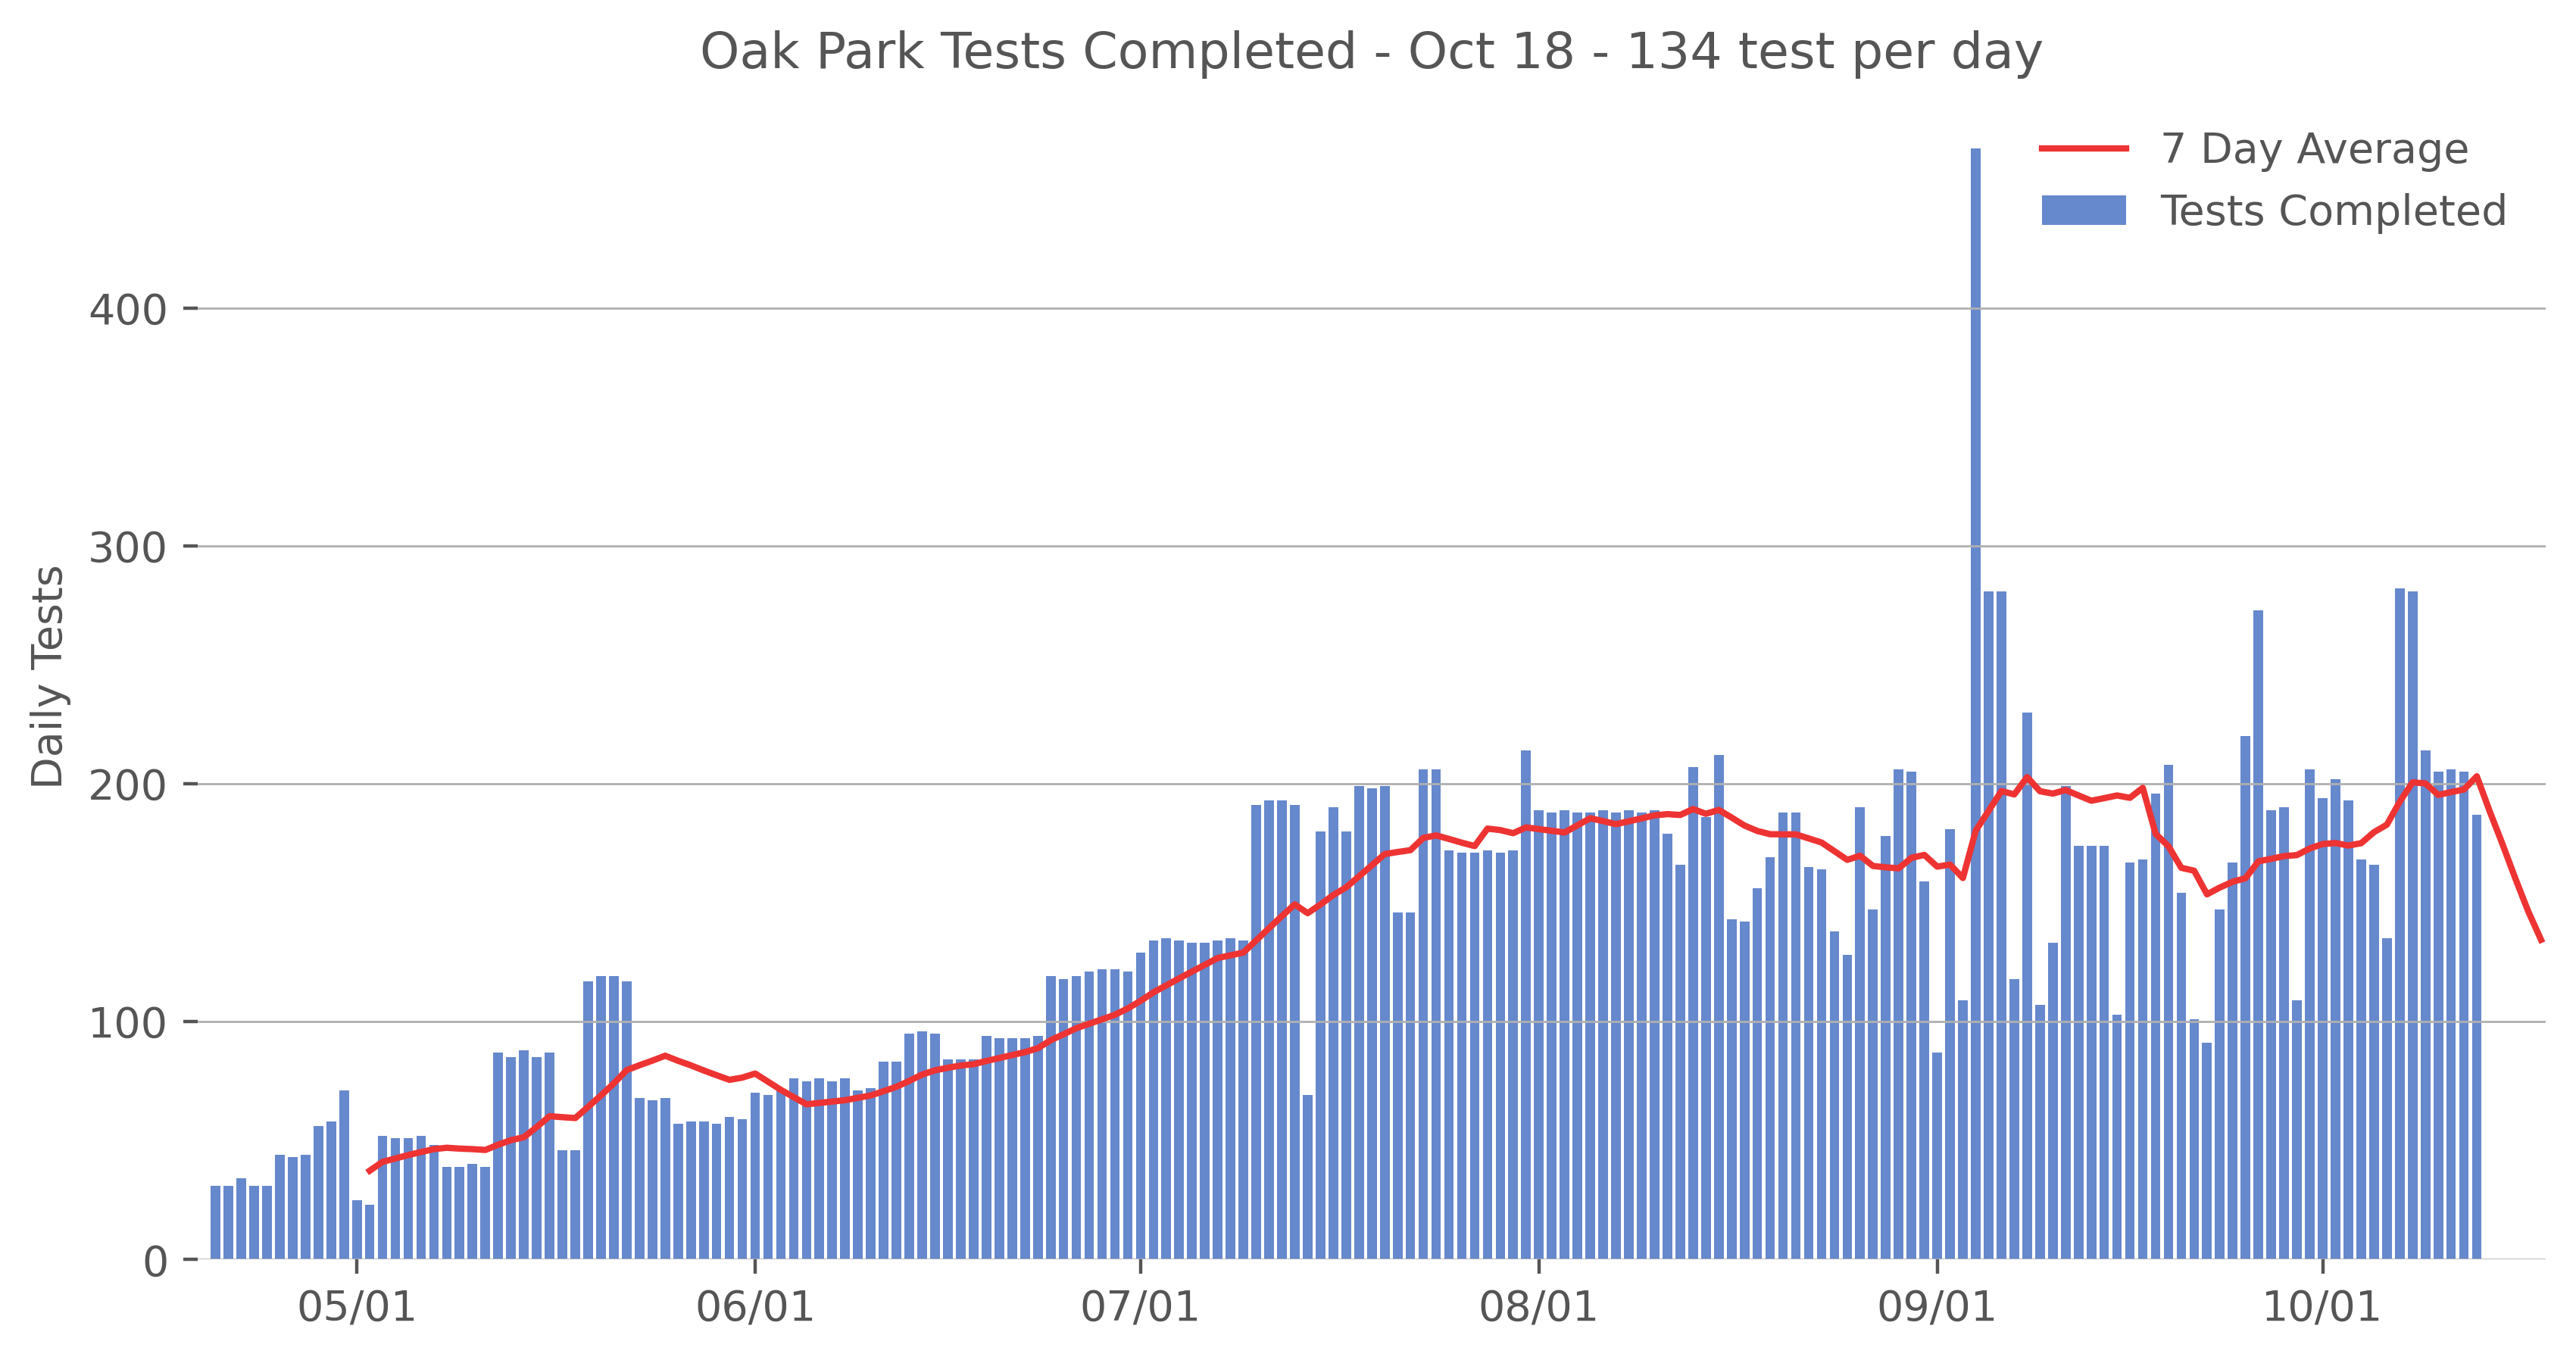 Oak Park Tests Completed - Oct 18 - 134 test per day
7 Day Average
Tests Completed
400
300
200
100
0
Daily Tests
05/01
06/01
07/01
08/01
09/01
10/01